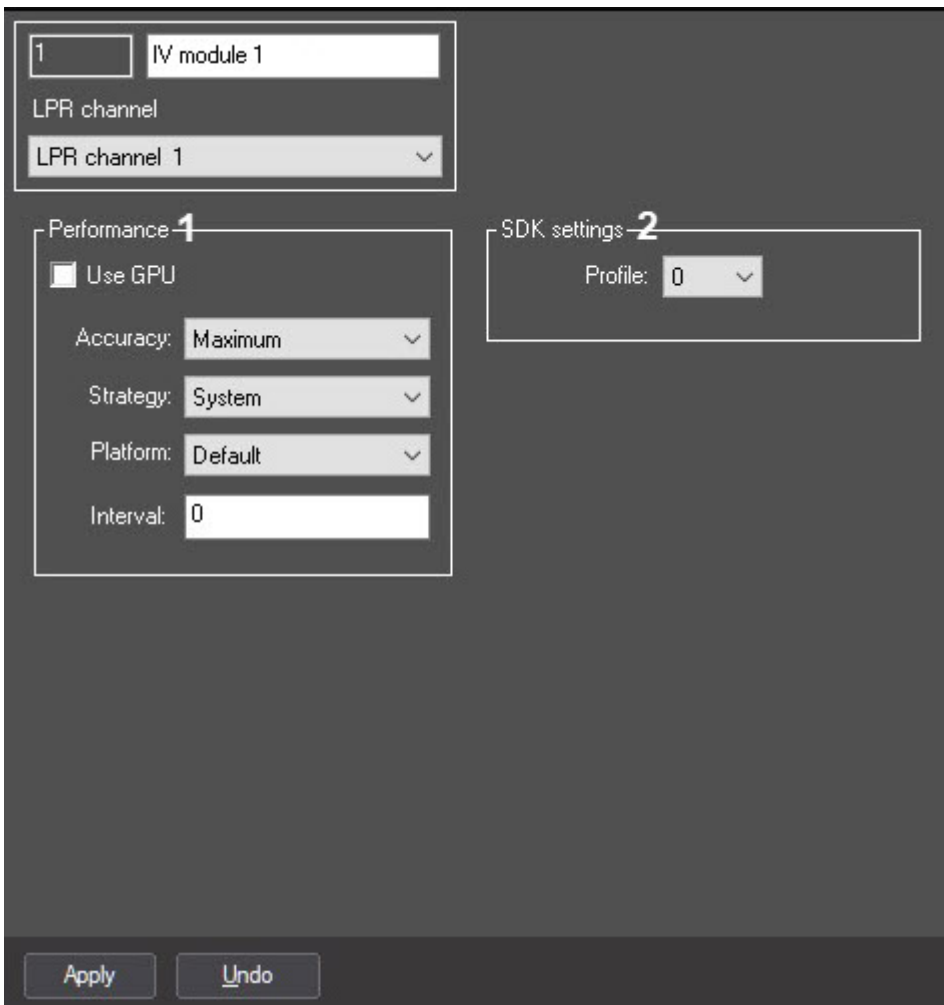 1 IV module 1
LPR channel
LPR channel 1
Performance 1
Use GPU
Accuracy: Maximum
Strategy: System
Platform: Default
Interval: 0
SDK settings 2
Profile: 0
Apply Undo